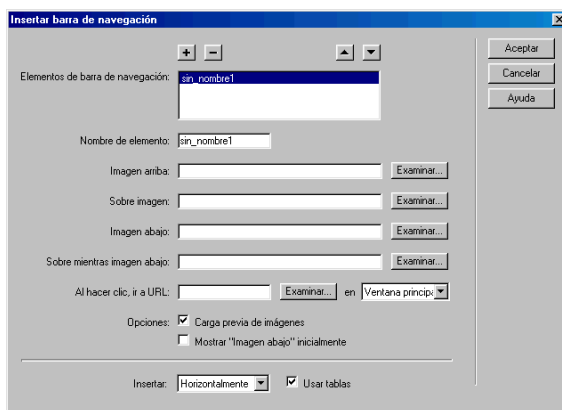 Insertar barra de navegación
Aceptar
Elementos de barra de navegación: sin_nombre1
Cancelar
Ayuda
Nombre de elemento: sin_nombre1
Imagen arriba: Examinar...
Sobre imagen: Examinar...
Imagen abajo: Examinar...
Sobre mientras imagen abajo: Examinar...
Al hacer clic, ir a URL: Examinar... en Ventana principa
Opciones: Carga previa de imágenes
Mostrar "Imagen abajo" inicialmente
Insertar: Horizontalmente Usar tablas